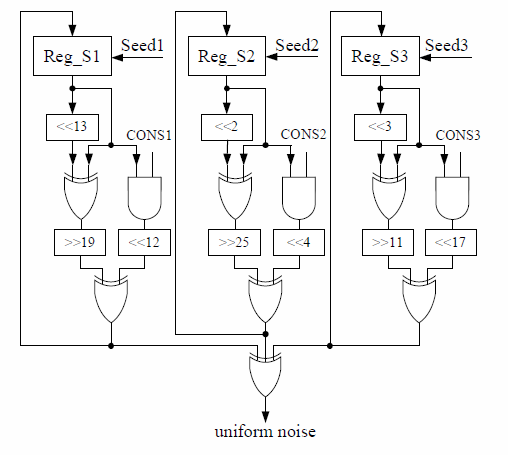 Reg_S1
Seed1
Reg_S2
Seed2
Reg_S3
Seed3
<<13
CONS1
<<2
CONS2
<<3
CONS3
>>19
<<12
>>25
<<4
>>11
<<17
uniform noise